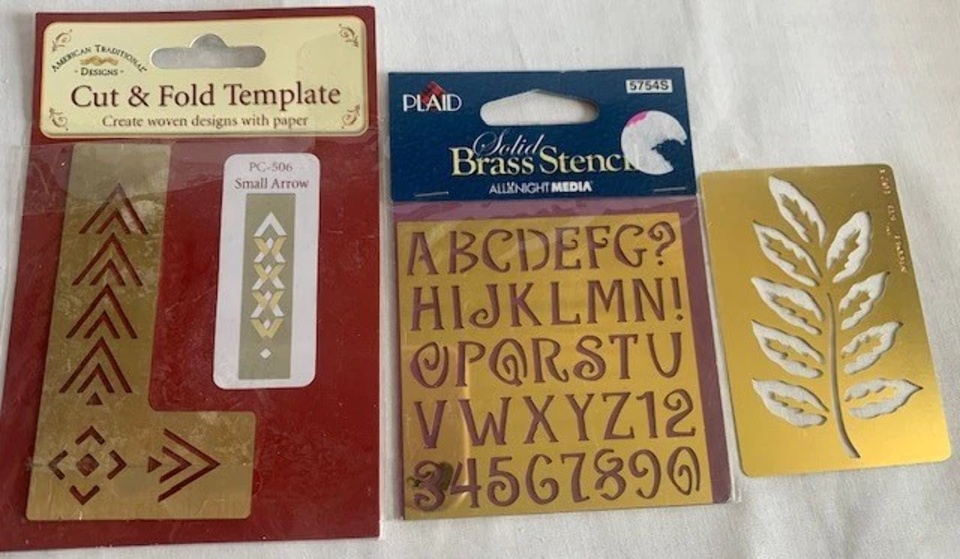 AMERICAN TRADITIONAL
DESIGNS
Cut & Fold Template
Create woven designs with paper
PC-506
Small Arrow
PLAID
5754S
Solid
Brass
ALL NIGHT MEDIA
ABCDEFG?
HIJKLMN!
OPQRSTU
VWXYZ12
34567890